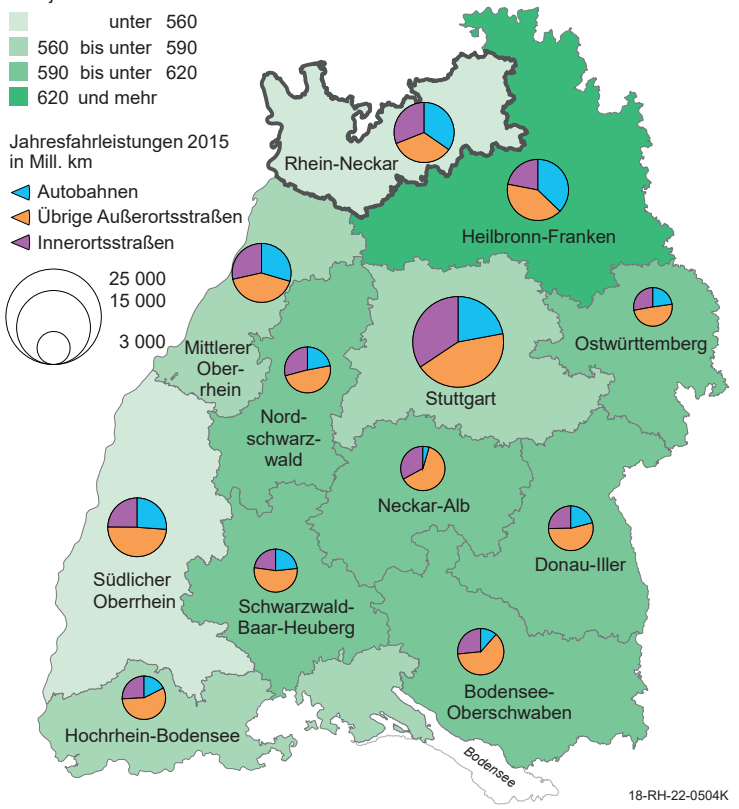 unter 560
560 bis unter 590
590 bis unter 620
620 und mehr
Jahresfahrleistungen 2015
in Mill. km
Autobahnen
Übrige Außerortsstraßen
Innerortsstraßen
25 000
15 000
3 000
Rhein-Neckar
Heilbronn-Franken
Mittlerer
Ober-
rhein
Ostwürttemberg
Stuttgart
Nord-
schwarz-
wald
Neckar-Alb
Donau-Iller
Südlicher
Oberrhein
Schwarzwald-
Baar-Heuberg
Bodensee-
Oberschwaben
Hochrhein-Bodensee
Bodensee
18-RH-22-0504K